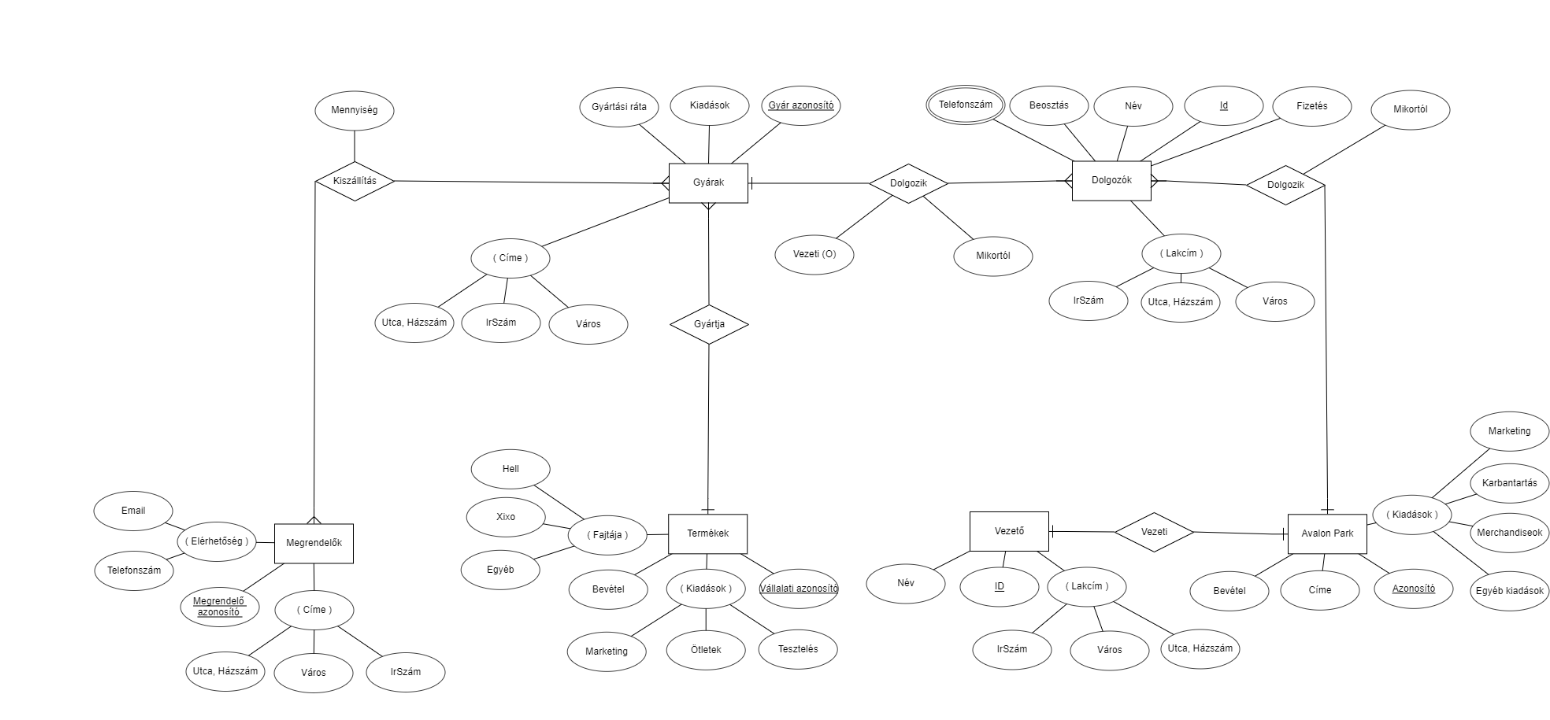 Mennyiség
Gyártási ráta
Kiadások
Gyár azonosító
Telefonszám
Beosztás
Név
Id
Fizetés
Mikortól
Kiszállítás
Gyárak
Dolgozik
Dolgozók
Dolgozik
( Címe )
Vezeti (O)
Mikortól
( Lakcím )
Utca, Házszám
IrSzám
Város
IrSzám
Utca, Házszám
Város
Gyártja
Marketing
Hell
Karbantartás
Email
Xixo
( Kiadások )
( Elérhetőség )
Megrendelők
( Fajtája )
Termékek
Vezető
Vezeti
Avalon Park
Merchandiseok
Telefonszám
Egyéb
Bevétel
( Kiadások )
Vállalati azonosító
Név
ID
( Lakcím )
Bevétel
Címe
Azonosító
Egyéb kiadások
Megrendelő
azonosító
( Címe )
Marketing
Ötletek
Tesztelés
IrSzám
Város
Utca, Házszám
Utca, Házszám
Város
IrSzám